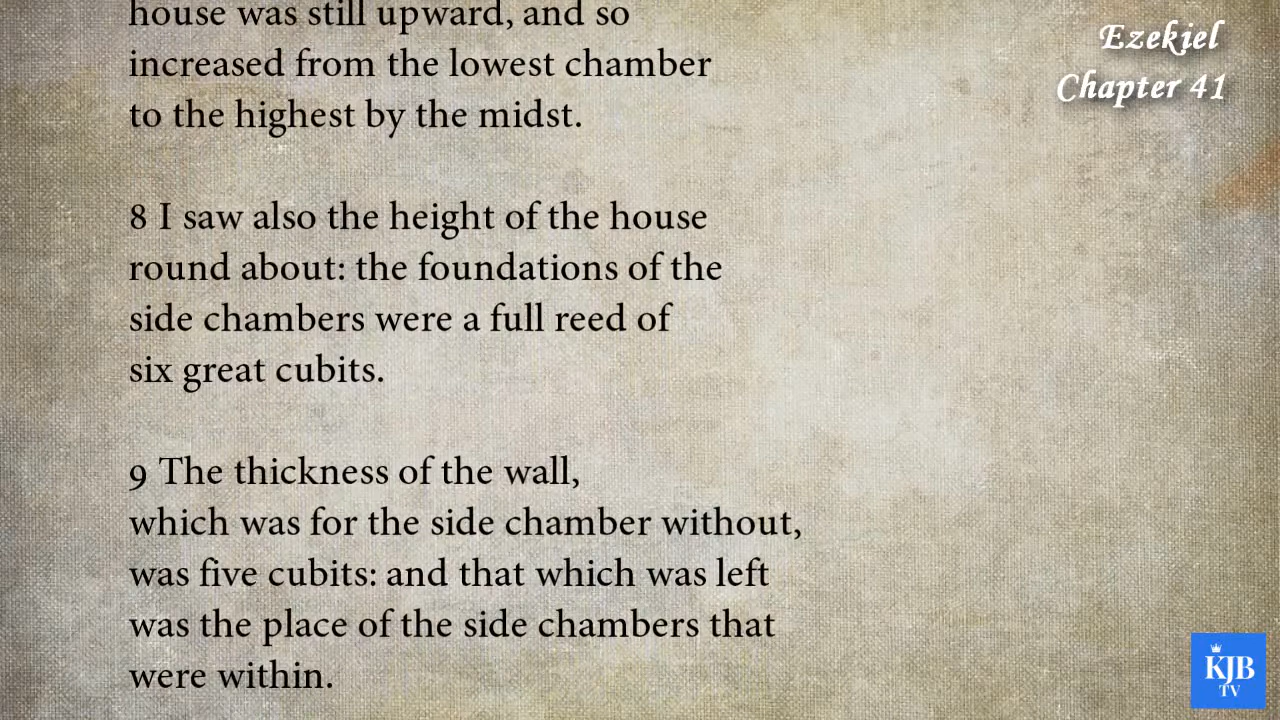 house was still upward, and so
increased from the lowest chamber
to the highest by the midst.
8 I saw also the height of the house
round about: the foundations of the
side chambers were a full reed of
six great cubits.
9 The thickness of the wall,
which was for the side chamber without,
was five cubits: and that which was left
was the place of the side chambers that
were within.
Ezekiel
Chapter 41
KJB
TV